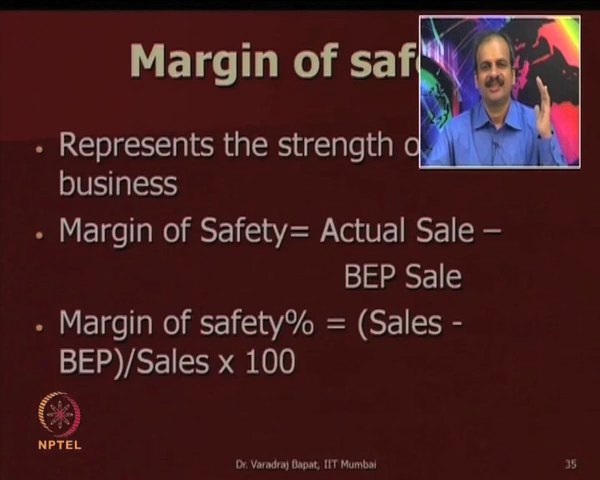 Margin of saf
• Represents the strength o
business
• Margin of Safety= Actual Sale –
BEP Sale
• Margin of safety% = (Sales -
BEP)/Sales x 100
NPTEL
Dr. Varadraj Bapat, IIT Mumbai
35